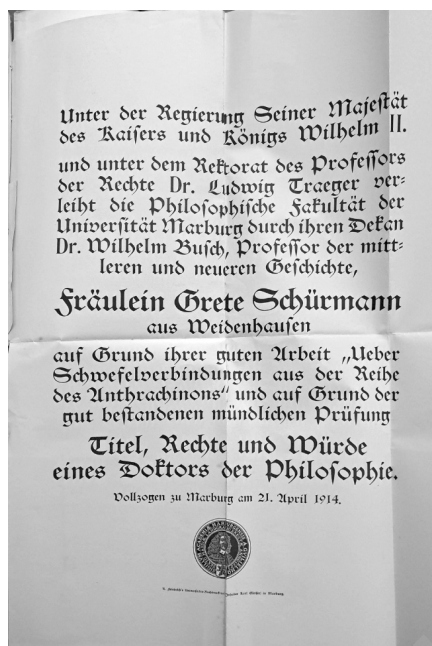 Unter der Regierung Seiner Majestät
des Kaisers und Königs Wilhelm II.
und unter dem Rektorat des Professors
der Rechte Dr. Ludwig Traeger ver-
leiht die Philosophische Fakultät der
Universität Marburg durch ihren Dekan
Dr. Wilhelm Busch, Professor der mitt-
leren und neueren Geschichte,
Fräulein Grete Schürmann
aus Weidenhausen
auf Grund ihrer guten Arbeit „Ueber
Schwefelverbindungen aus der Reihe
des Anthrachinons“ und auf Grund der
gut bestandenen mündlichen Prüfung
Titel, Rechte und Würde
eines Doktors der Philosophie.
Vollzogen zu Marburg am 21. April 1914.